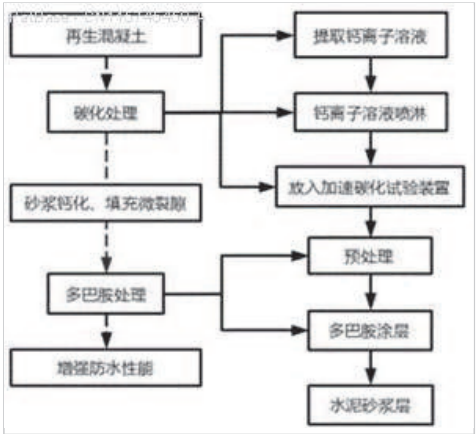 再生混凝土
提取钙离子溶液
碳化处理
钙离子溶液喷淋
放入加速碳化试验装置
砂浆钙化、填充微裂隙
预处理
多巴胺处理
多巴胺涂层
增强防水性能
水泥砂浆层